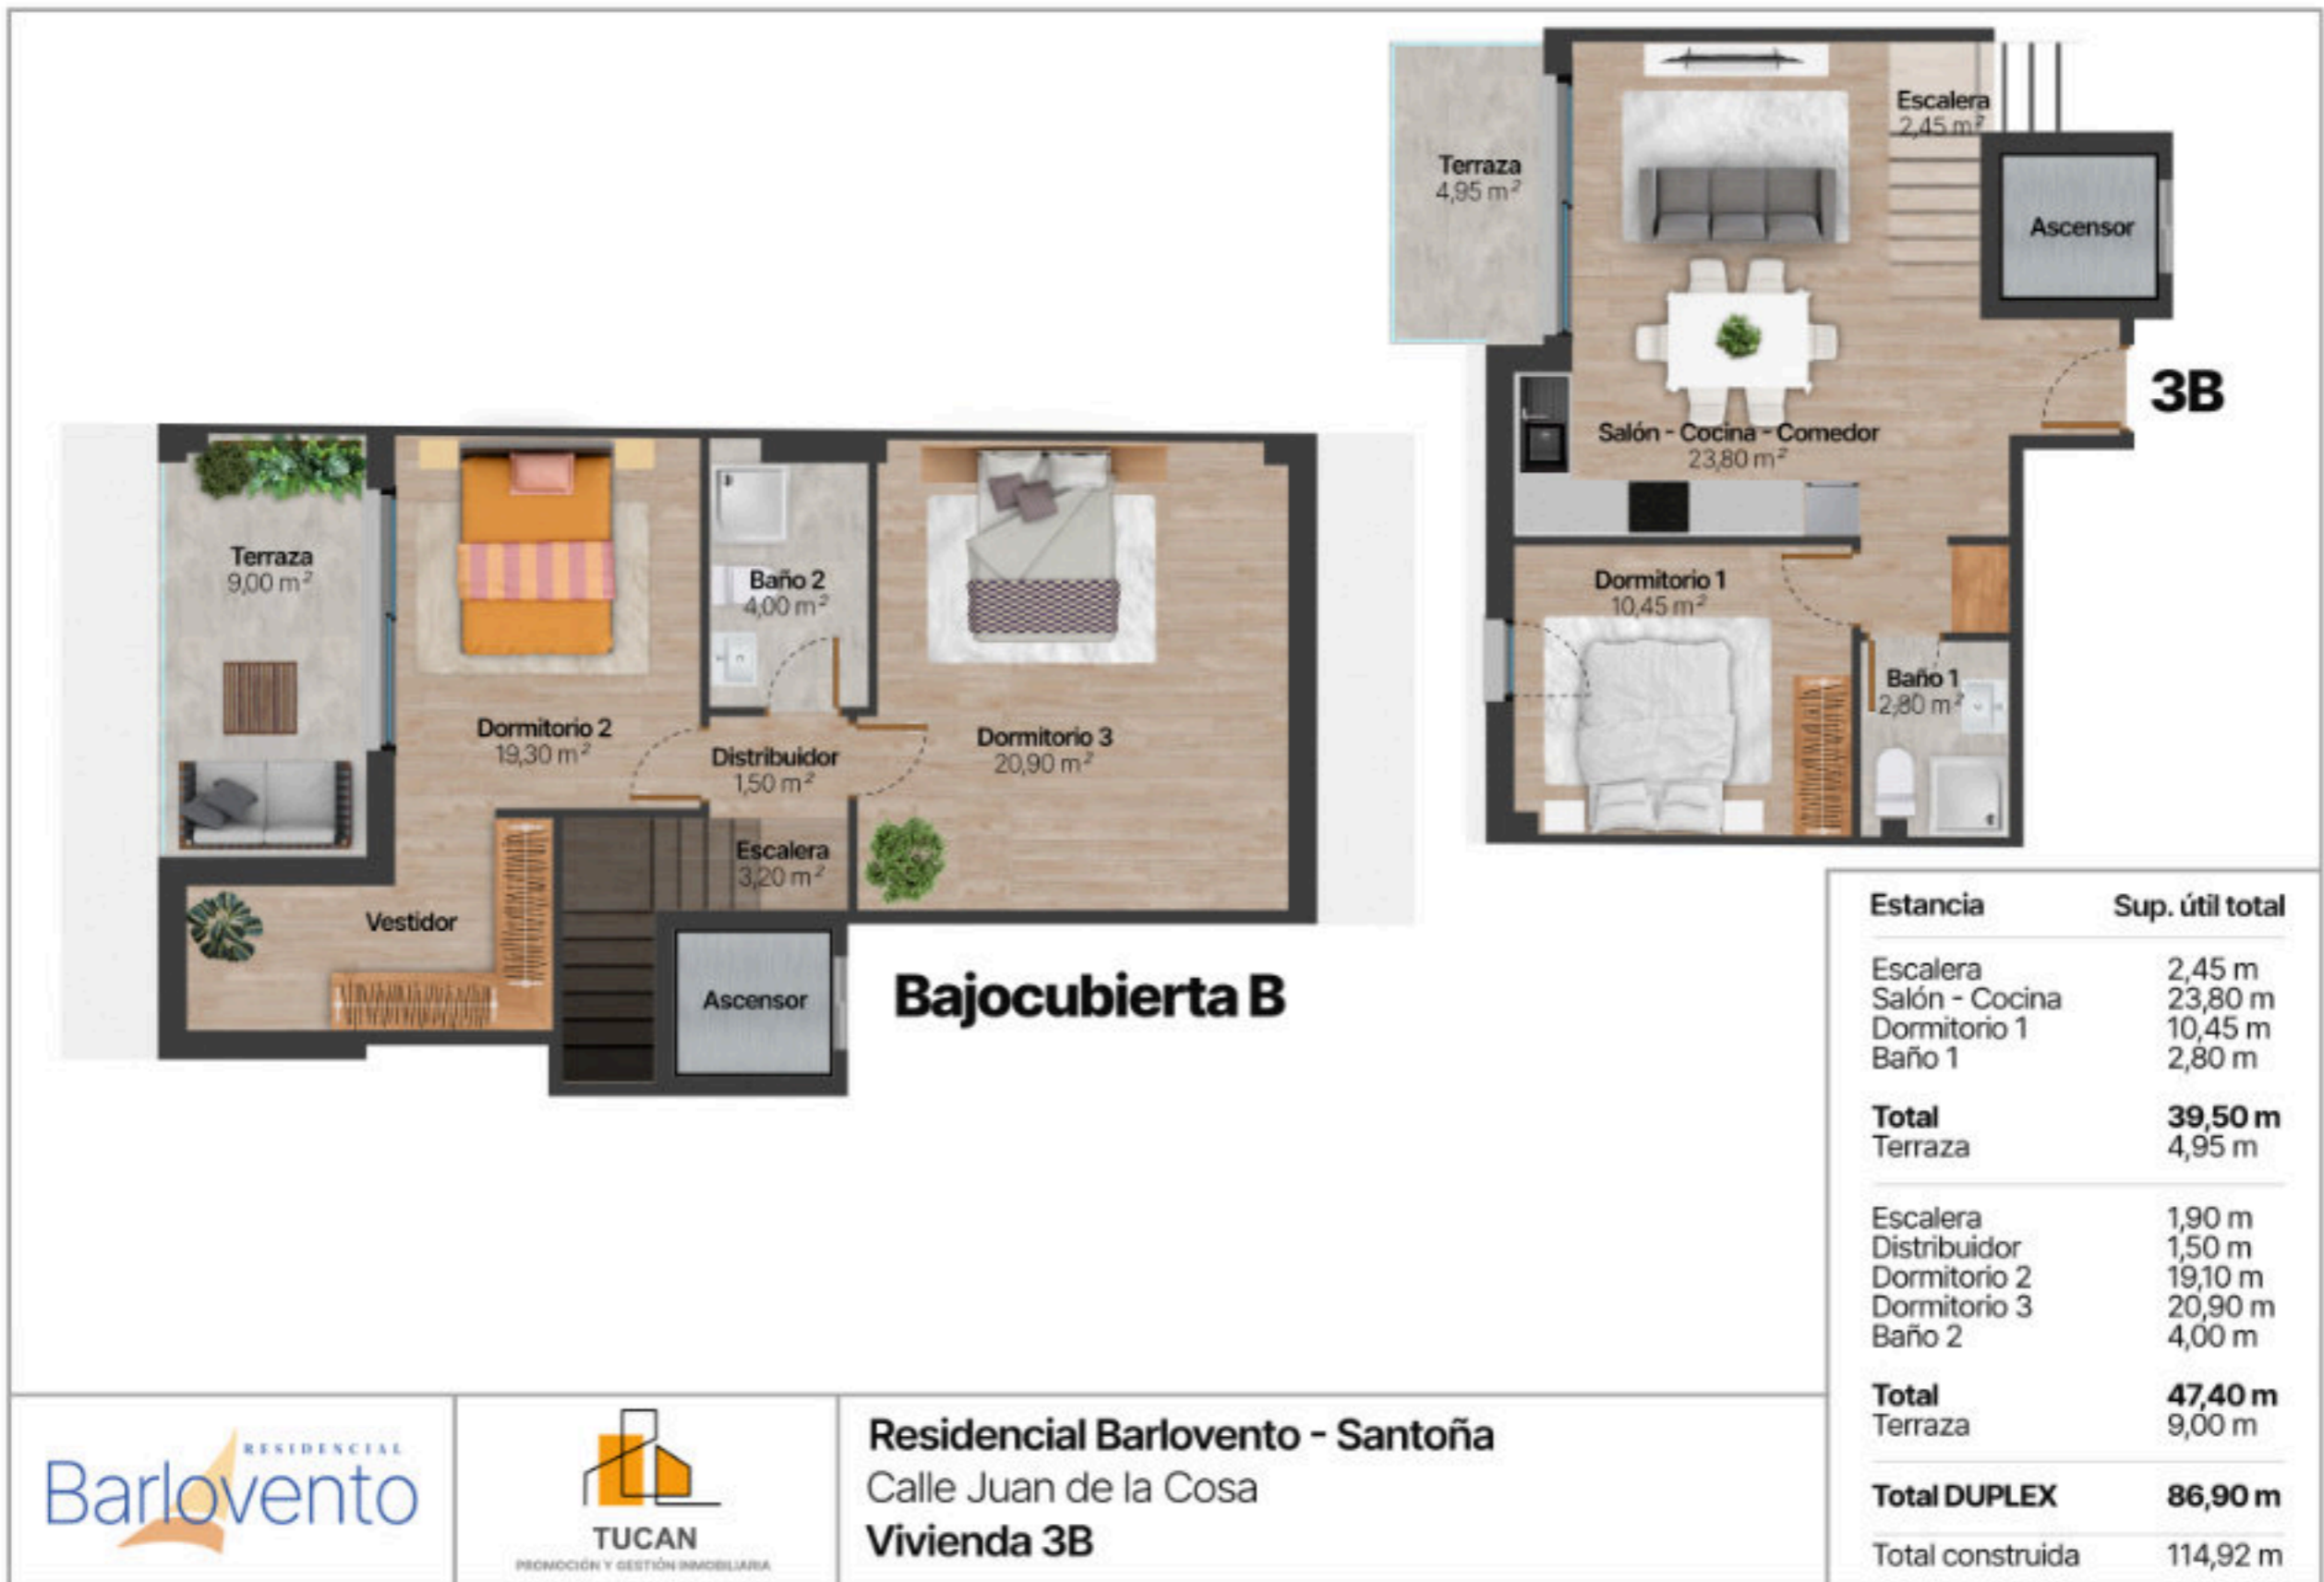 Escalera
2,45 m²
Terraza
4,95 m²
Ascensor
3B
Salón - Cocina - Comedor
23,80 m²
Dormitorio 1
10,45 m²
Baño 1
2,80 m²
Terraza
9,00 m²
Baño 2
4,00 m²
Dormitorio 2
19,30 m²
Distribuidor
1,50 m²
Dormitorio 3
20,90 m²
Escalera
3,20 m²
Vestidor
Ascensor
Bajocubierta B
Estancia Sup. útil total
Escalera 2,45 m
Salón - Cocina 23,80 m
Dormitorio 1 10,45 m
Baño 1 2,80 m
Total 39,50 m
Terraza 4,95 m
Escalera 1,90 m
Distribuidor 1,50 m
Dormitorio 2 19,10 m
Dormitorio 3 20,90 m
Baño 2 4,00 m
Total 47,40 m
Terraza 9,00 m
Total DUPLEX 86,90 m
Total construida 114,92 m
RESIDENCIAL
Barlovento
TUCAN
PROMOCIÓN Y GESTIÓN INMOBILIARIA
Residencial Barlovento - Santoña
Calle Juan de la Cosa
Vivienda 3B